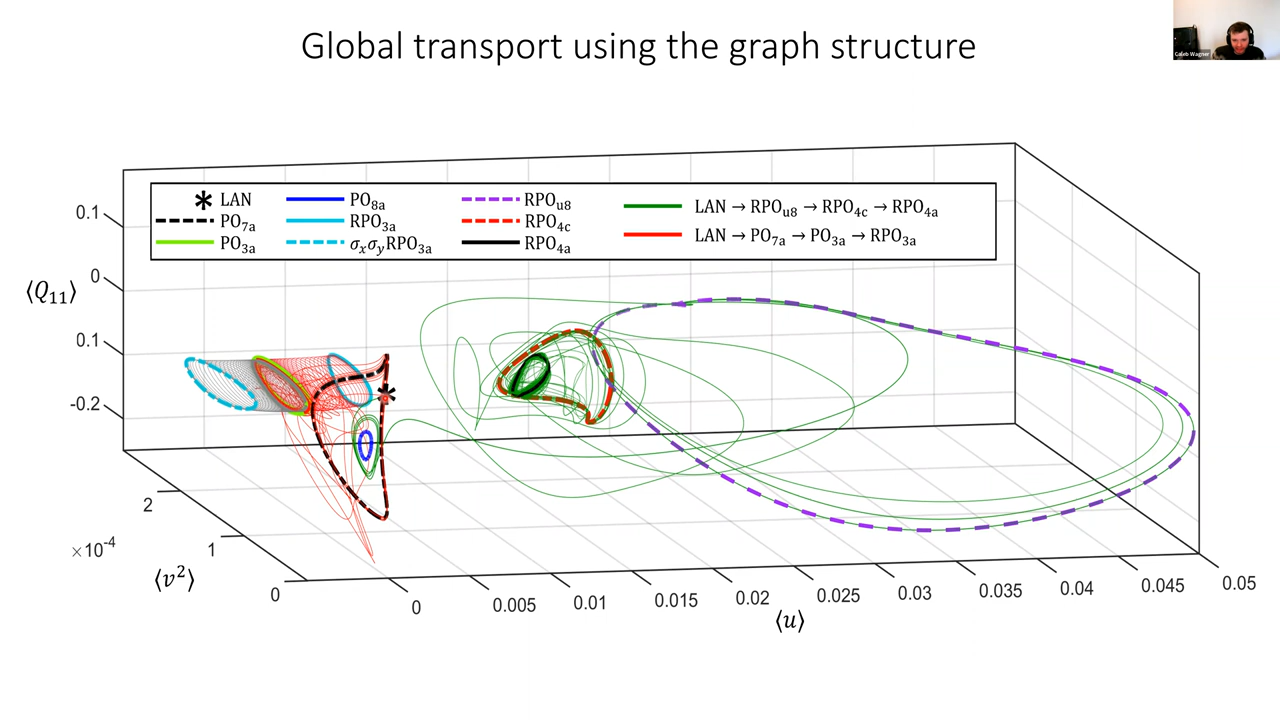 Global transport using the graph structure
Caleb Wagner
LAN
PO7a
PO3a
PO8a
RPO3a
σxσyRPO3a
RPOu8
RPO4c
RPO4a
LAN → RPOu8 → RPO4c → RPO4a
LAN → PO7a → PO3a → RPO3a
0.1
0
0.1
-0.2
⟨Q11⟩
2
1
0
×10-4
⟨v2⟩
0
0.005
0.01
0.015
0.02
0.025
0.03
0.035
0.04
0.045
0.05
⟨u⟩